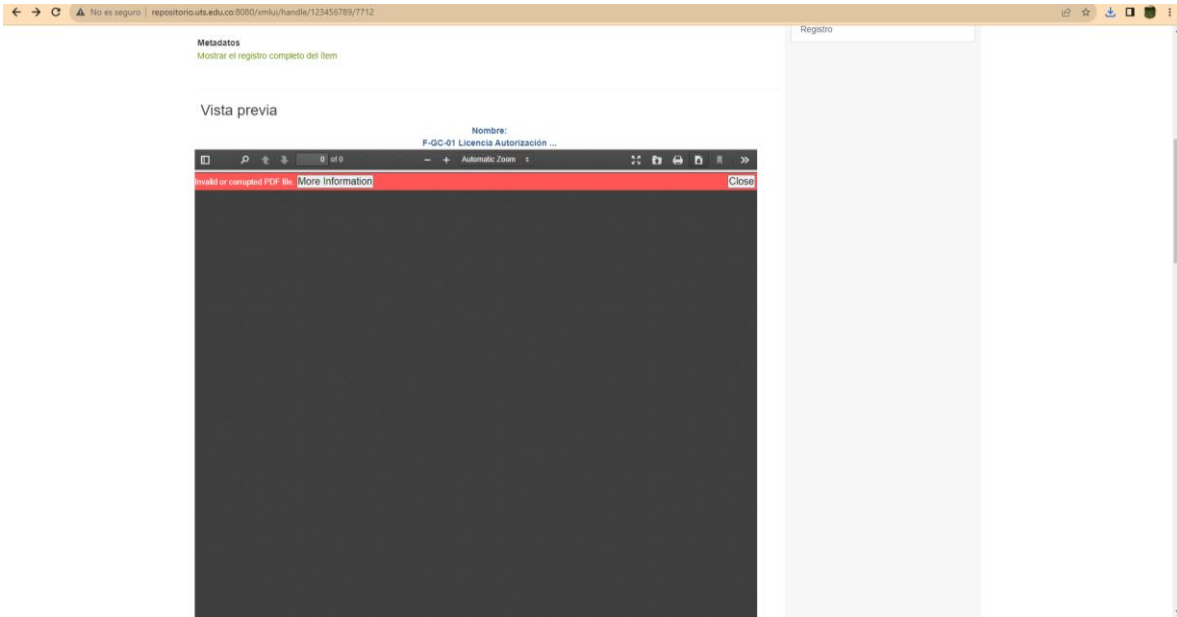 No es seguro | repositorio.uts.edu.co:8080/xmlui/handle/123456789/7712
Registro
Metadatos
Mostrar el registro completo del ítem
Vista previa
Nombre:
F-GC-01 Licencia Autorización ...
0 of 0 Automatic Zoom
Invalid or corrupted PDF file. More Information Close